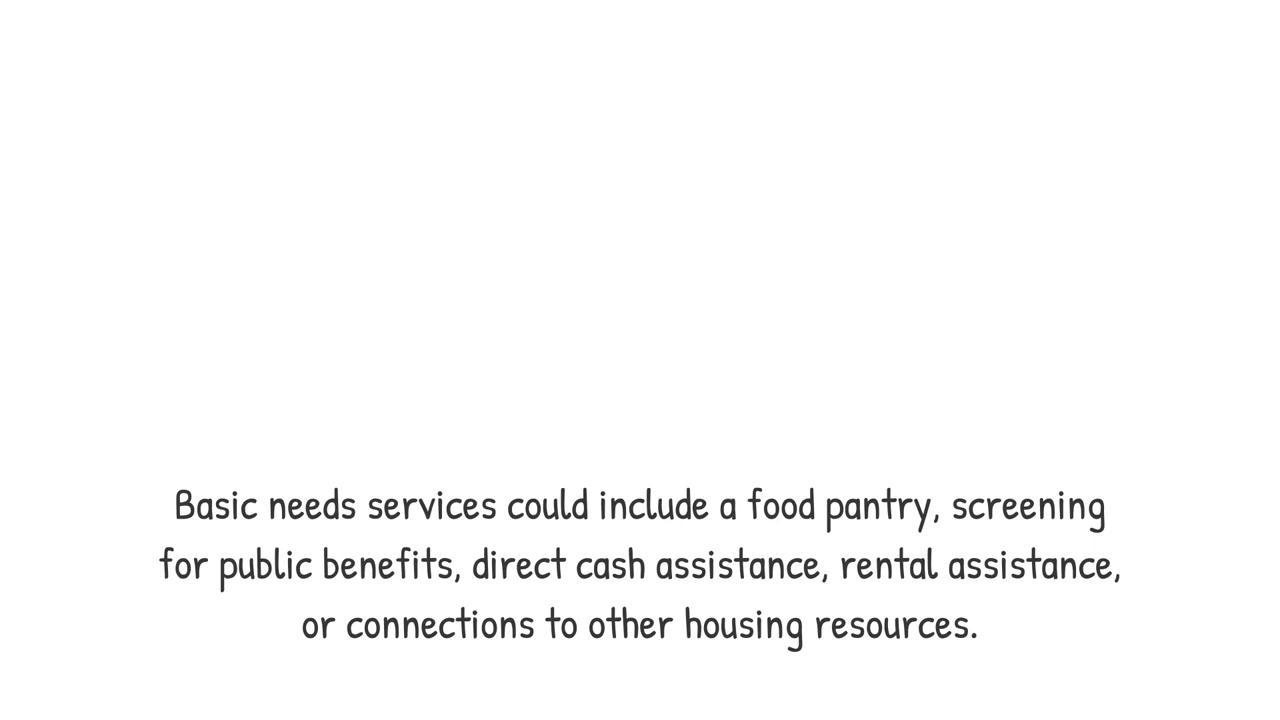 Basic needs services could include a food pantry, screening
for public benefits, direct cash assistance, rental assistance,
or connections to other housing resources.